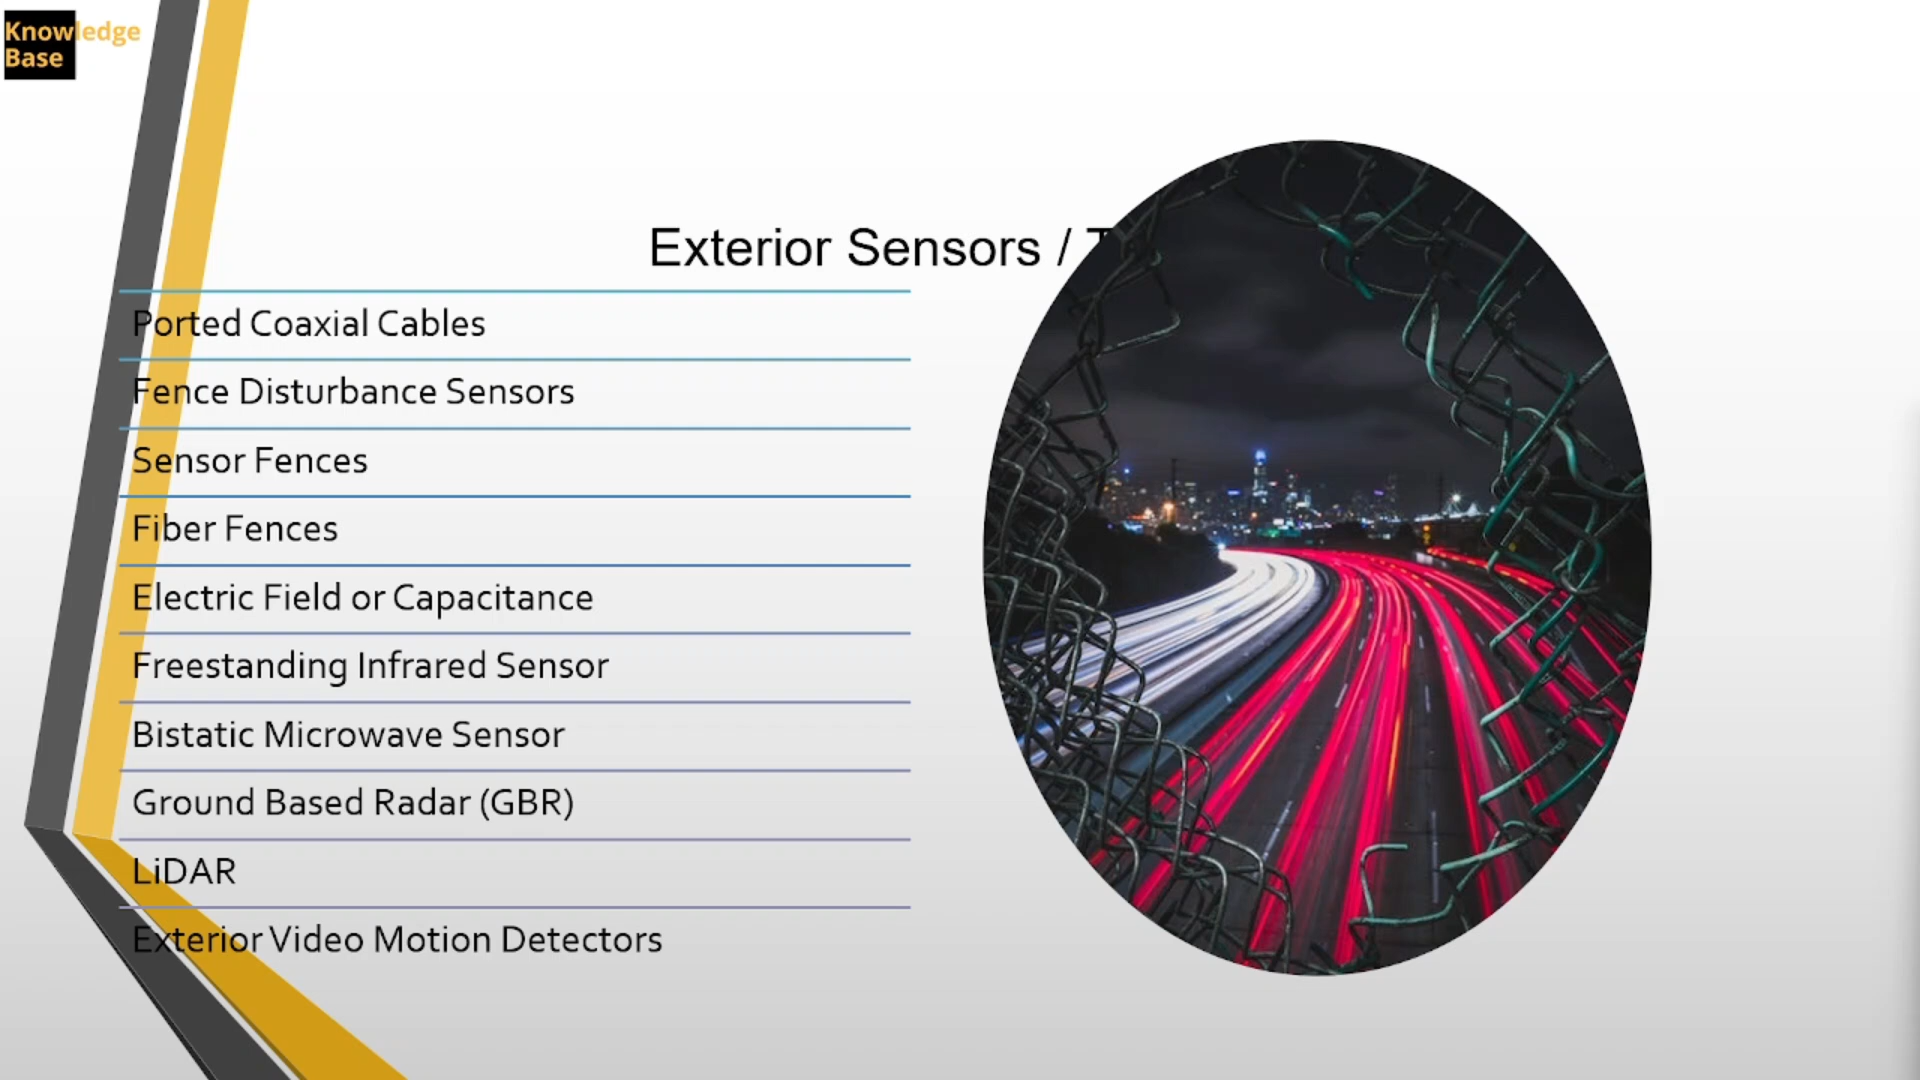 Knowledge
Base
Exterior Sensors /
Ported Coaxial Cables
Fence Disturbance Sensors
Sensor Fences
Fiber Fences
Electric Field or Capacitance
Freestanding Infrared Sensor
Bistatic Microwave Sensor
Ground Based Radar (GBR)
LiDAR
Exterior Video Motion Detectors